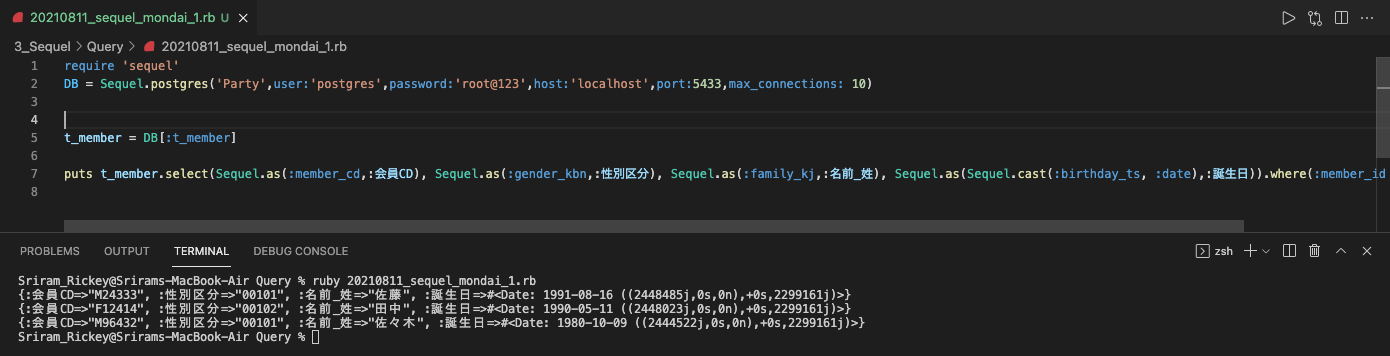 20210811_sequel_mondai_1.rb U
3_Sequel > Query > 20210811_sequel_mondai_1.rb
1 require 'sequel'
2 DB = Sequel.postgres('Party',user:'postgres',password:'root@123',host:'localhost',port:5433,max_connections: 10)
3
4
5 t_member = DB[:t_member]
6
7 puts t_member.select(Sequel.as(:member_cd,:会員CD), Sequel.as(:gender_kbn,:性別区分), Sequel.as(:family_kj,:名前_姓), Sequel.as(Sequel.cast(:birthday_ts, :date),:誕生日)).where(:member_id
8
PROBLEMS OUTPUT TERMINAL DEBUG CONSOLE zsh
Sriram_Rickey@Srirams-MacBook-Air Query % ruby 20210811_sequel_mondai_1.rb
{:会員CD=>"M24333", :性別区分=>"00101", :名前_姓=>"佐藤", :誕生日=>#<Date: 1991-08-16 ((2448485j,0s,0n),+0s,2299161j)>}
{:会員CD=>"F12414", :性別区分=>"00102", :名前_姓=>"田中", :誕生日=>#<Date: 1990-05-11 ((2448023j,0s,0n),+0s,2299161j)>}
{:会員CD=>"M96432", :性別区分=>"00101", :名前_姓=>"佐々木", :誕生日=>#<Date: 1980-10-09 ((2444522j,0s,0n),+0s,2299161j)>}
Sriram_Rickey@Srirams-MacBook-Air Query %